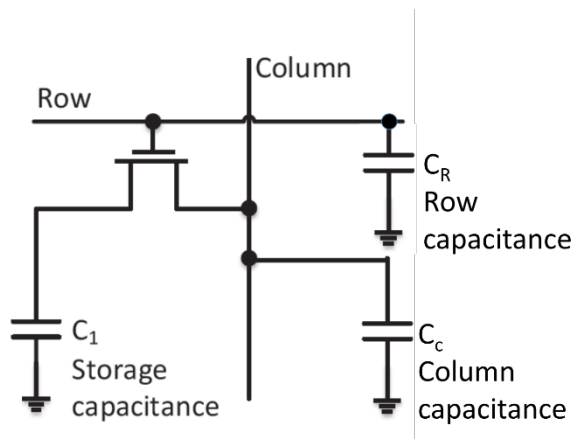 Column
Row
C_R
Row
capacitance
C_1
Storage
capacitance
C_c
Column
capacitance